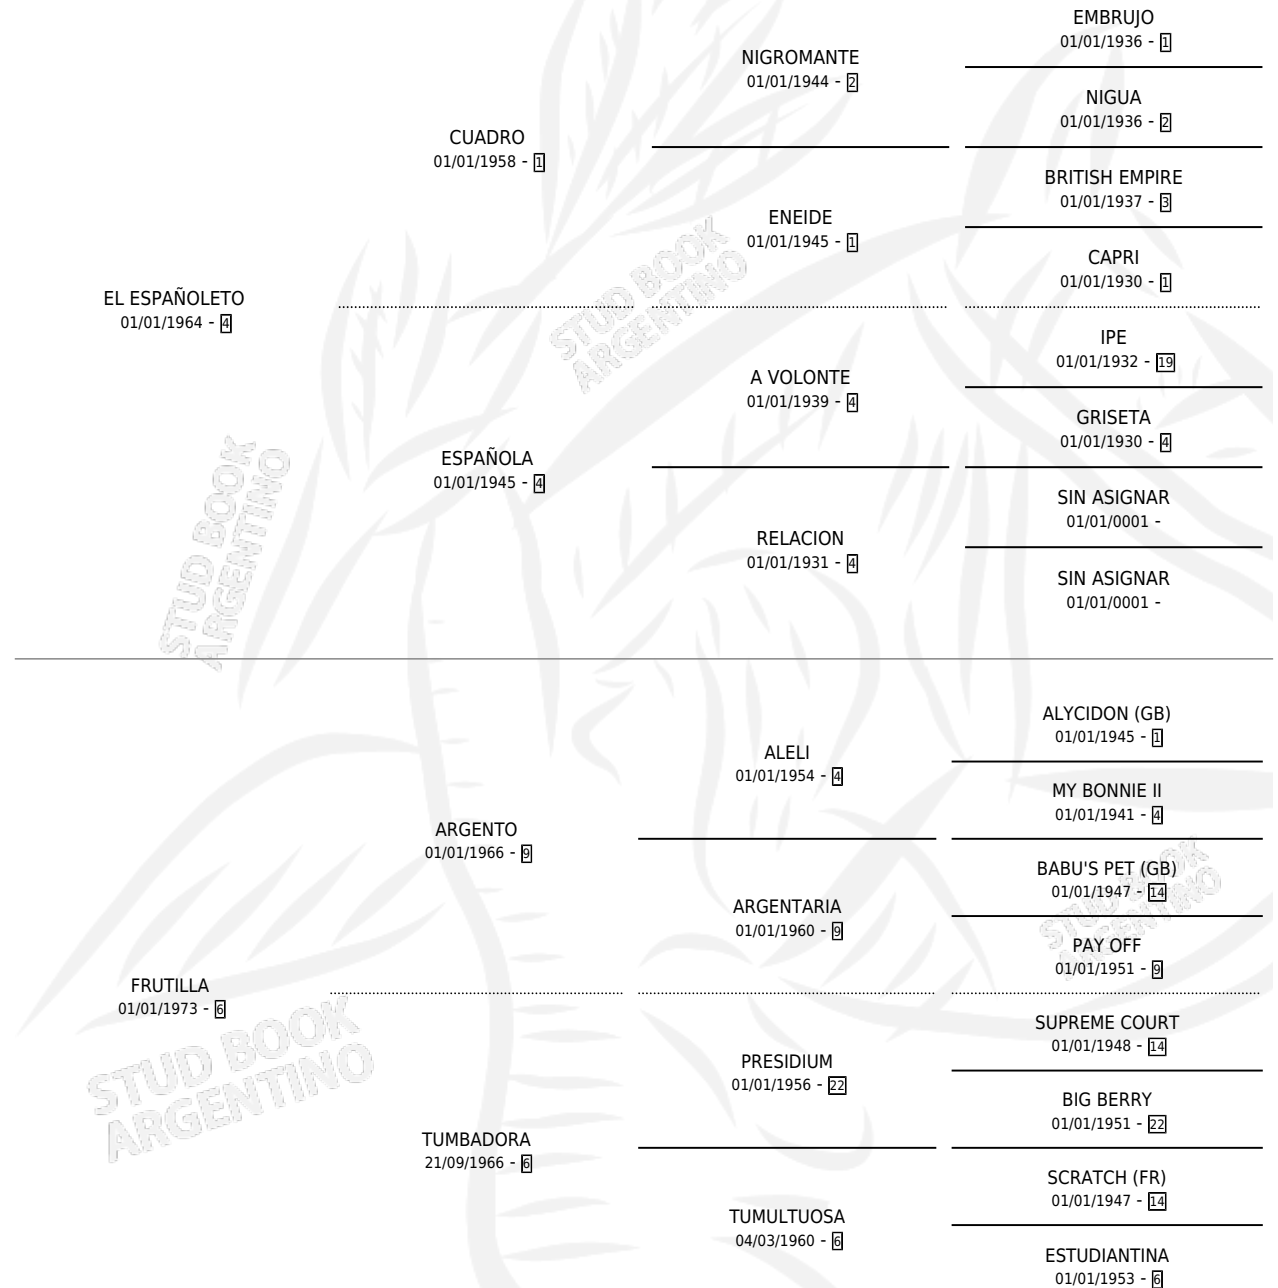 EMBRUJO
01/01/1936 - 1
NIGROMANTE
01/01/1944 - 2
NIGUA
01/01/1936 - 2
CUADRO
01/01/1958 - 1
BRITISH EMPIRE
01/01/1937 - 3
ENEIDE
01/01/1945 - 1
CAPRI
01/01/1930 - 1
EL ESPAÑOLETO
01/01/1964 - 4
IPE
01/01/1932 - 19
A VOLONTE
01/01/1939 - 4
GRISETA
01/01/1930 - 4
ESPAÑOLA
01/01/1945 - 4
SIN ASIGNAR
01/01/0001 -
RELACION
01/01/1931 - 4
SIN ASIGNAR
01/01/0001 -
STUD BOOK
ARGENTINO
STUD BOOK
ARGENTINO
ALYCIDON (GB)
01/01/1945 - 1
ALELI
01/01/1954 - 4
MY BONNIE II
01/01/1941 - 4
ARGENTO
01/01/1966 - 9
BABU'S PET (GB)
01/01/1947 - 14
ARGENTARIA
01/01/1960 - 9
PAY OFF
01/01/1951 - 9
STUD BOOK
ARGENTINO
FRUTILLA
01/01/1973 - 6
SUPREME COURT
01/01/1948 - 14
PRESIDIUM
01/01/1956 - 22
BIG BERRY
01/01/1951 - 22
STUD BOOK
ARGENTINO
TUMBADORA
21/09/1966 - 6
SCRATCH (FR)
01/01/1947 - 14
TUMULTUOSA
04/03/1960 - 6
ESTUDIANTINA
01/01/1953 - 6